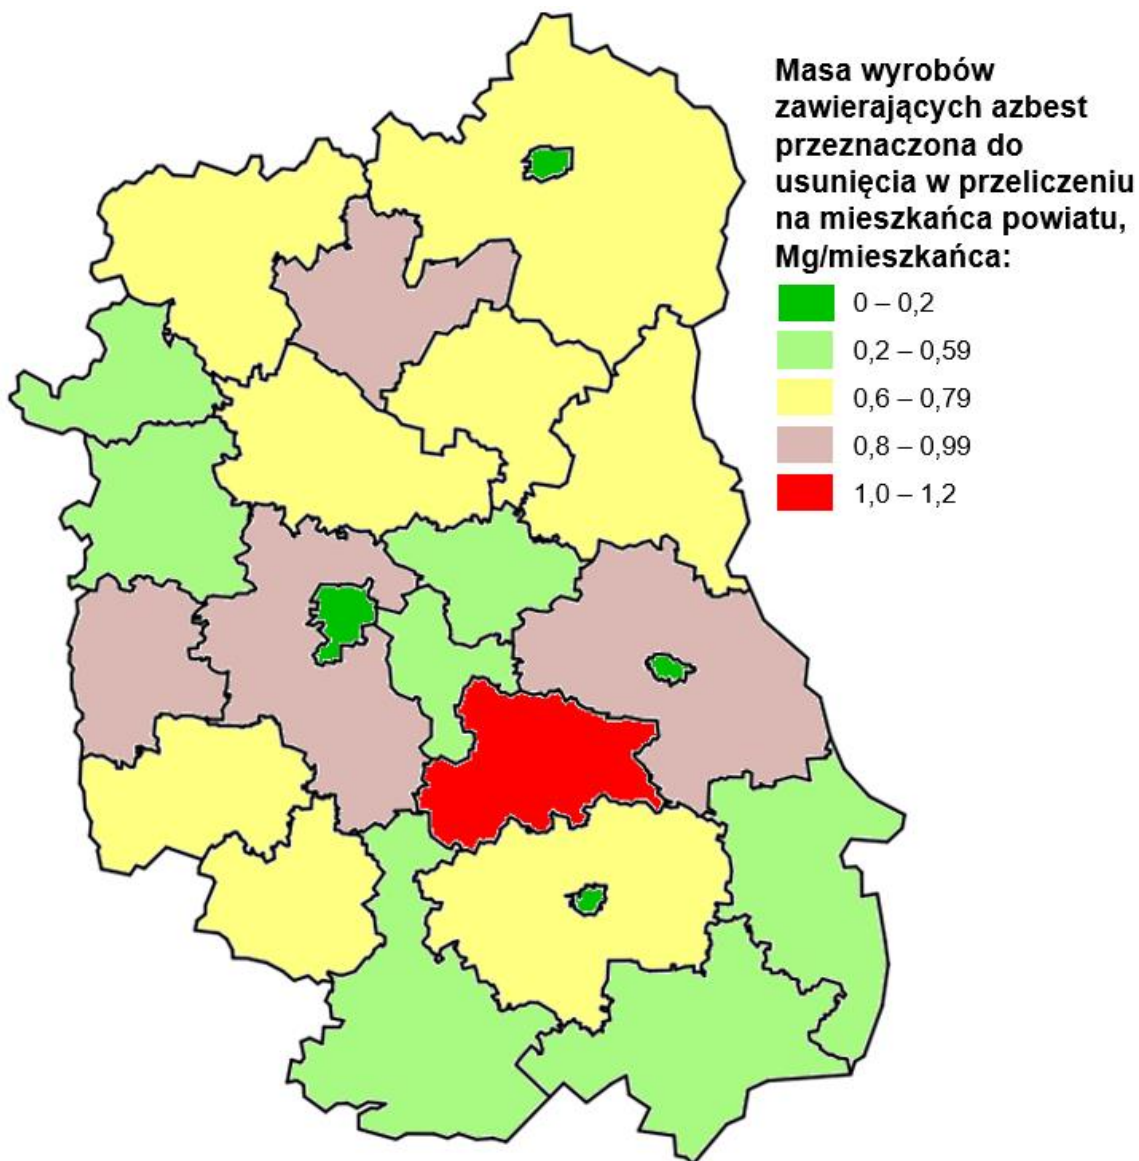 Masa wyrobów
zawierających azbest
przeznaczona do
usunięcia w przeliczeniu
na mieszkańca powiatu,
Mg/mieszkańca:
0 – 0,2
0,2 – 0,59
0,6 – 0,79
0,8 – 0,99
1,0 – 1,2